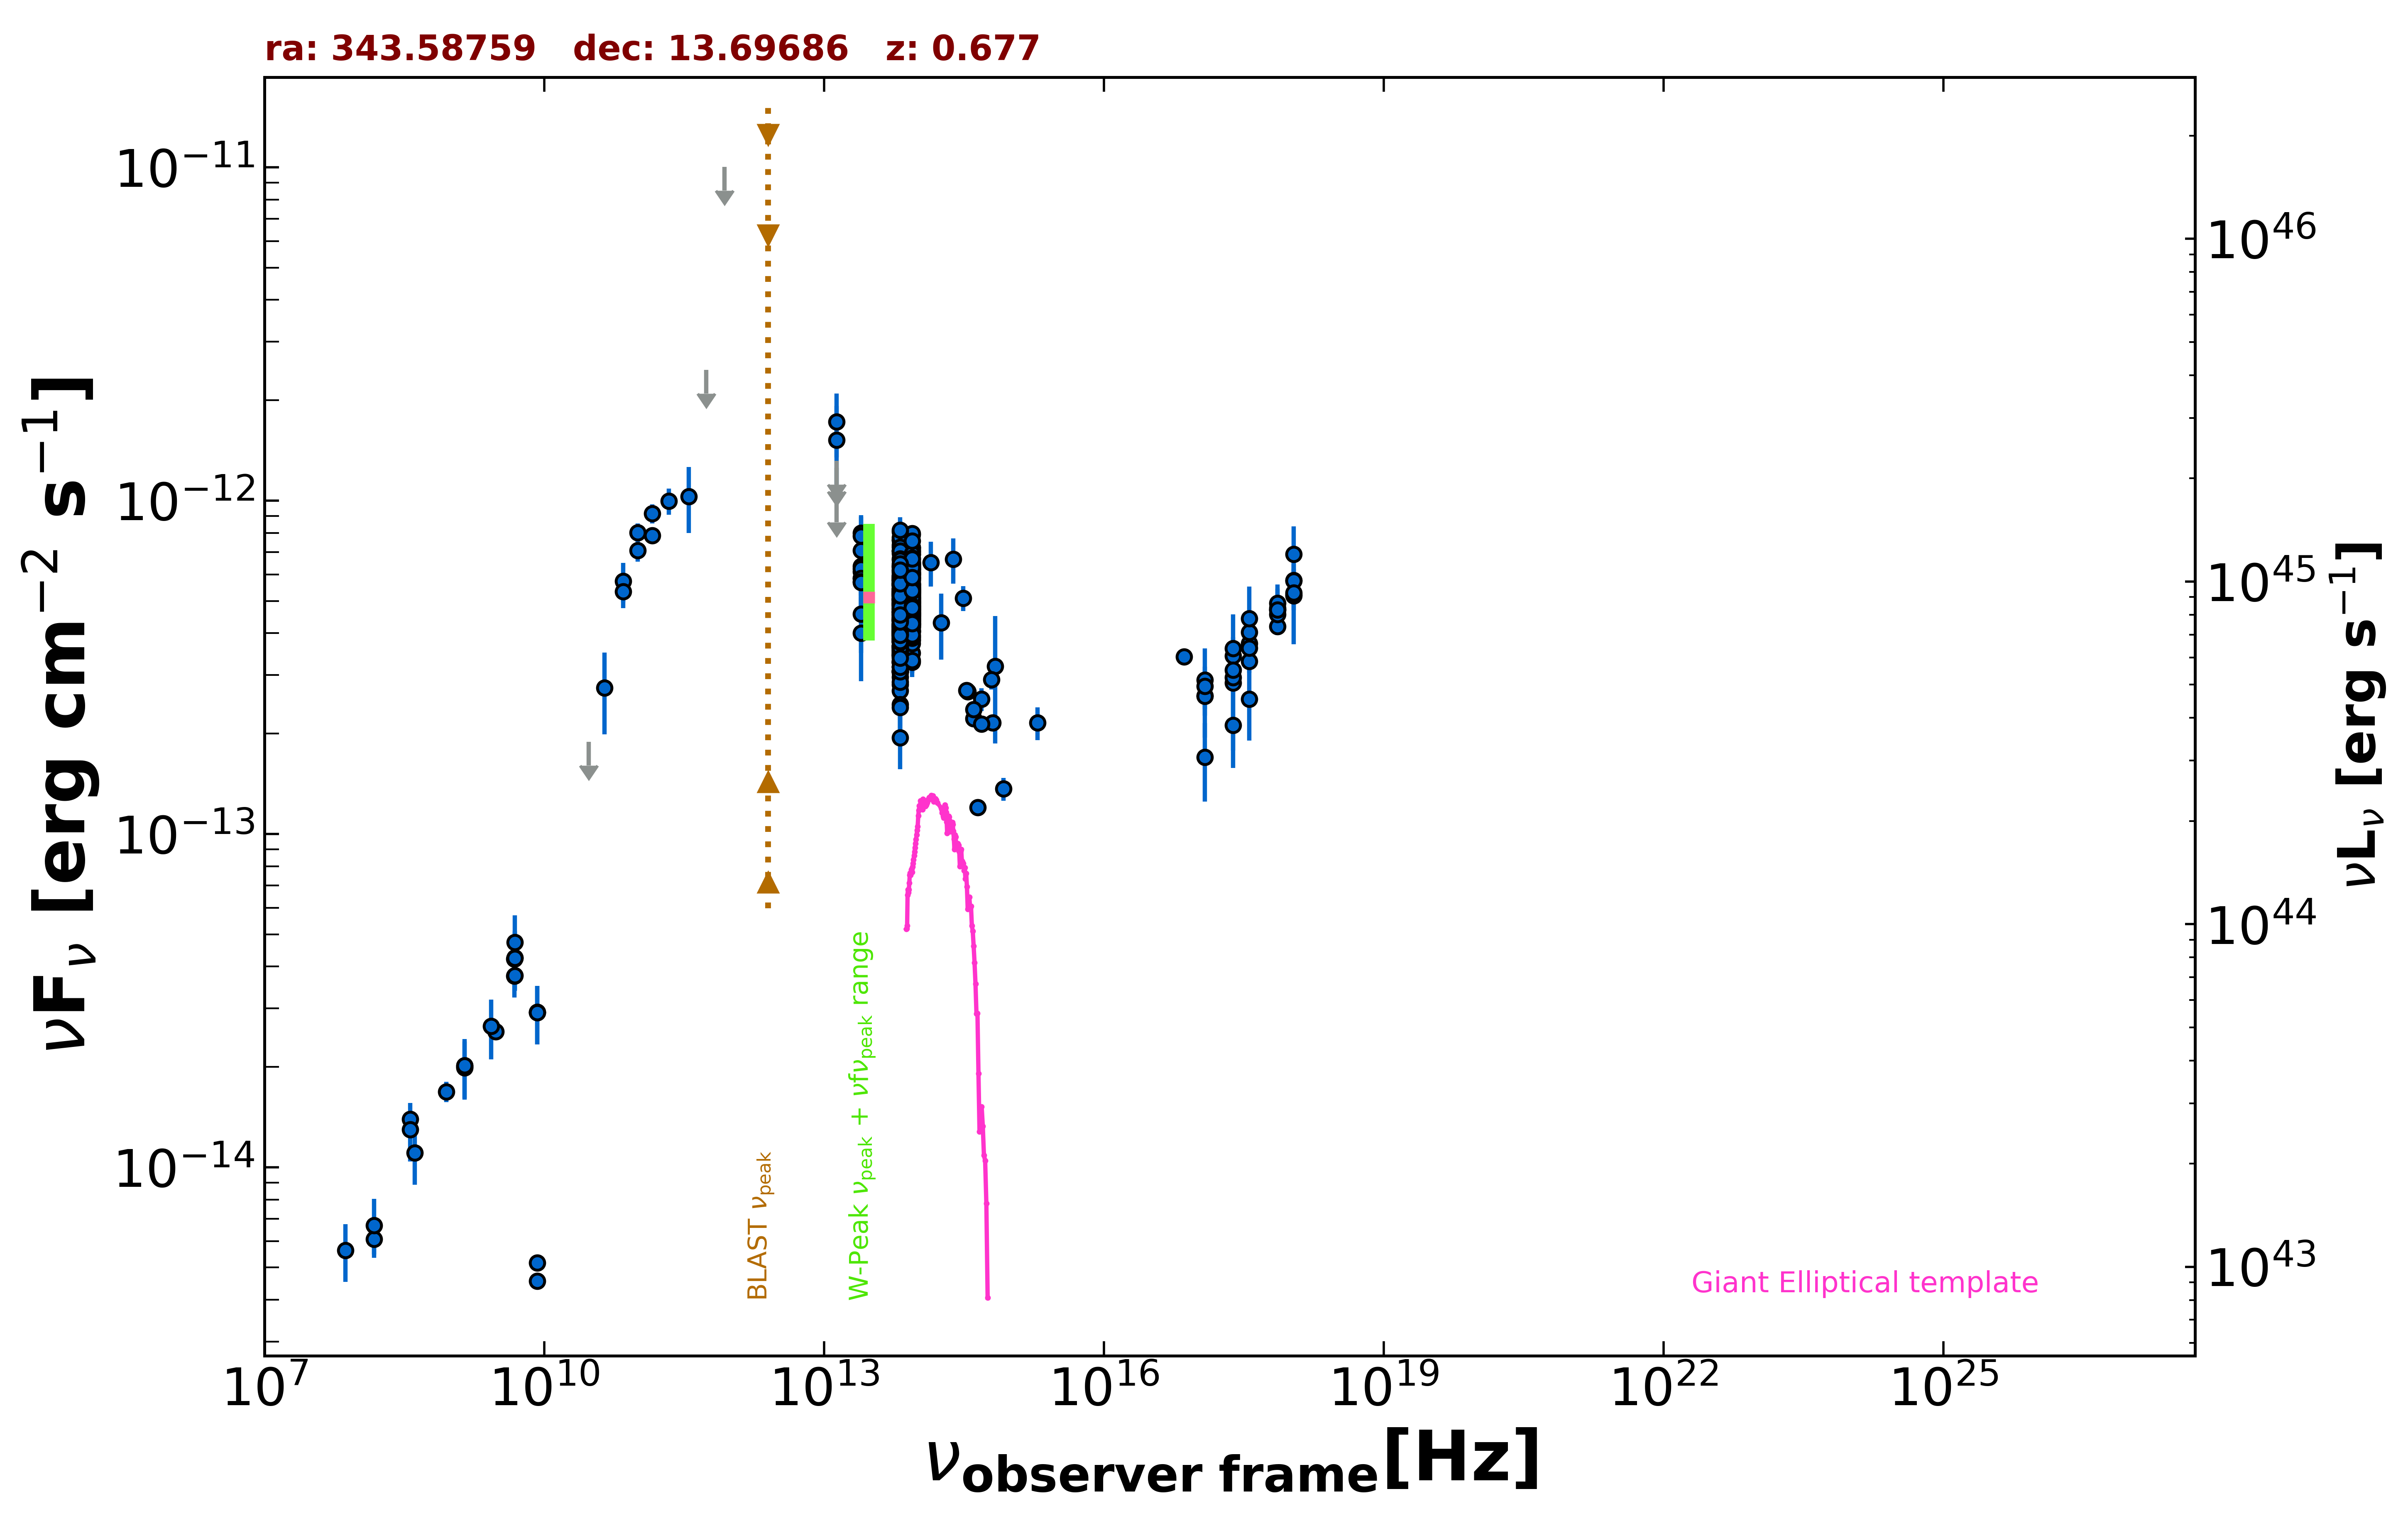 ra: 343.58759 dec: 13.69686 z: 0.677
νFν [erg cm⁻² s⁻¹]
10⁻¹¹
10⁻¹²
10⁻¹³
10⁻¹⁴
10⁴⁶
10⁴⁵
10⁴⁴
10⁴³
νLν [erg s⁻¹]
BLAST νpeak
W-Peak νpeak + νfνpeak range
Giant Elliptical template
10⁷ 10¹⁰ 10¹³ 10¹⁶ 10¹⁹ 10²² 10²⁵
νobserver frame[Hz]